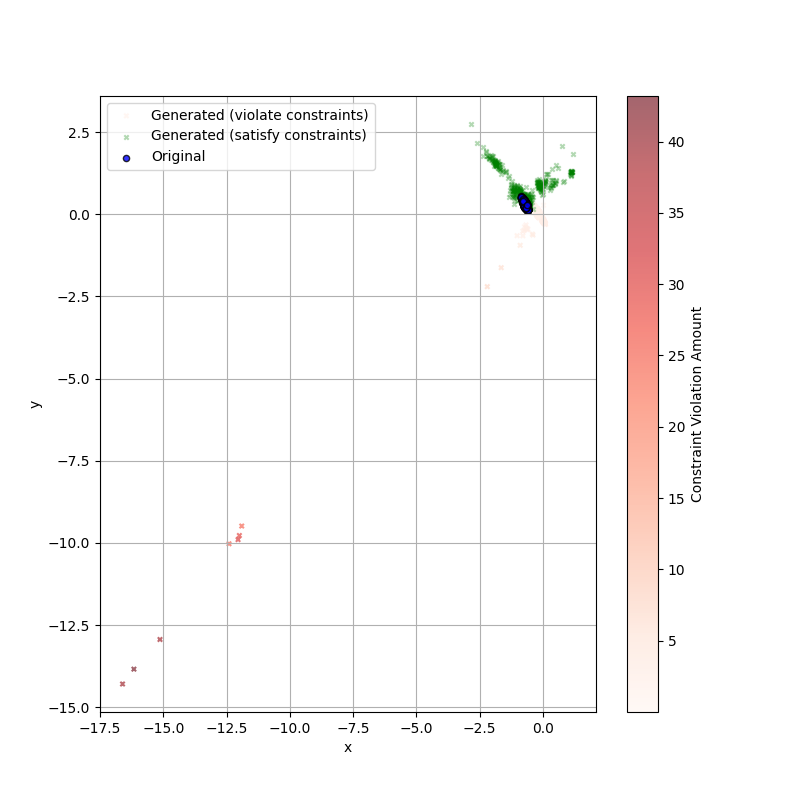 Generated (violate constraints)
Generated (satisfy constraints)
Original
2.5
0.0
−2.5
−5.0
−7.5
−10.0
−12.5
−15.0
y
−17.5 −15.0 −12.5 −10.0 −7.5 −5.0 −2.5 0.0
x
40
35
30
25
20
15
10
5
Constraint Violation Amount